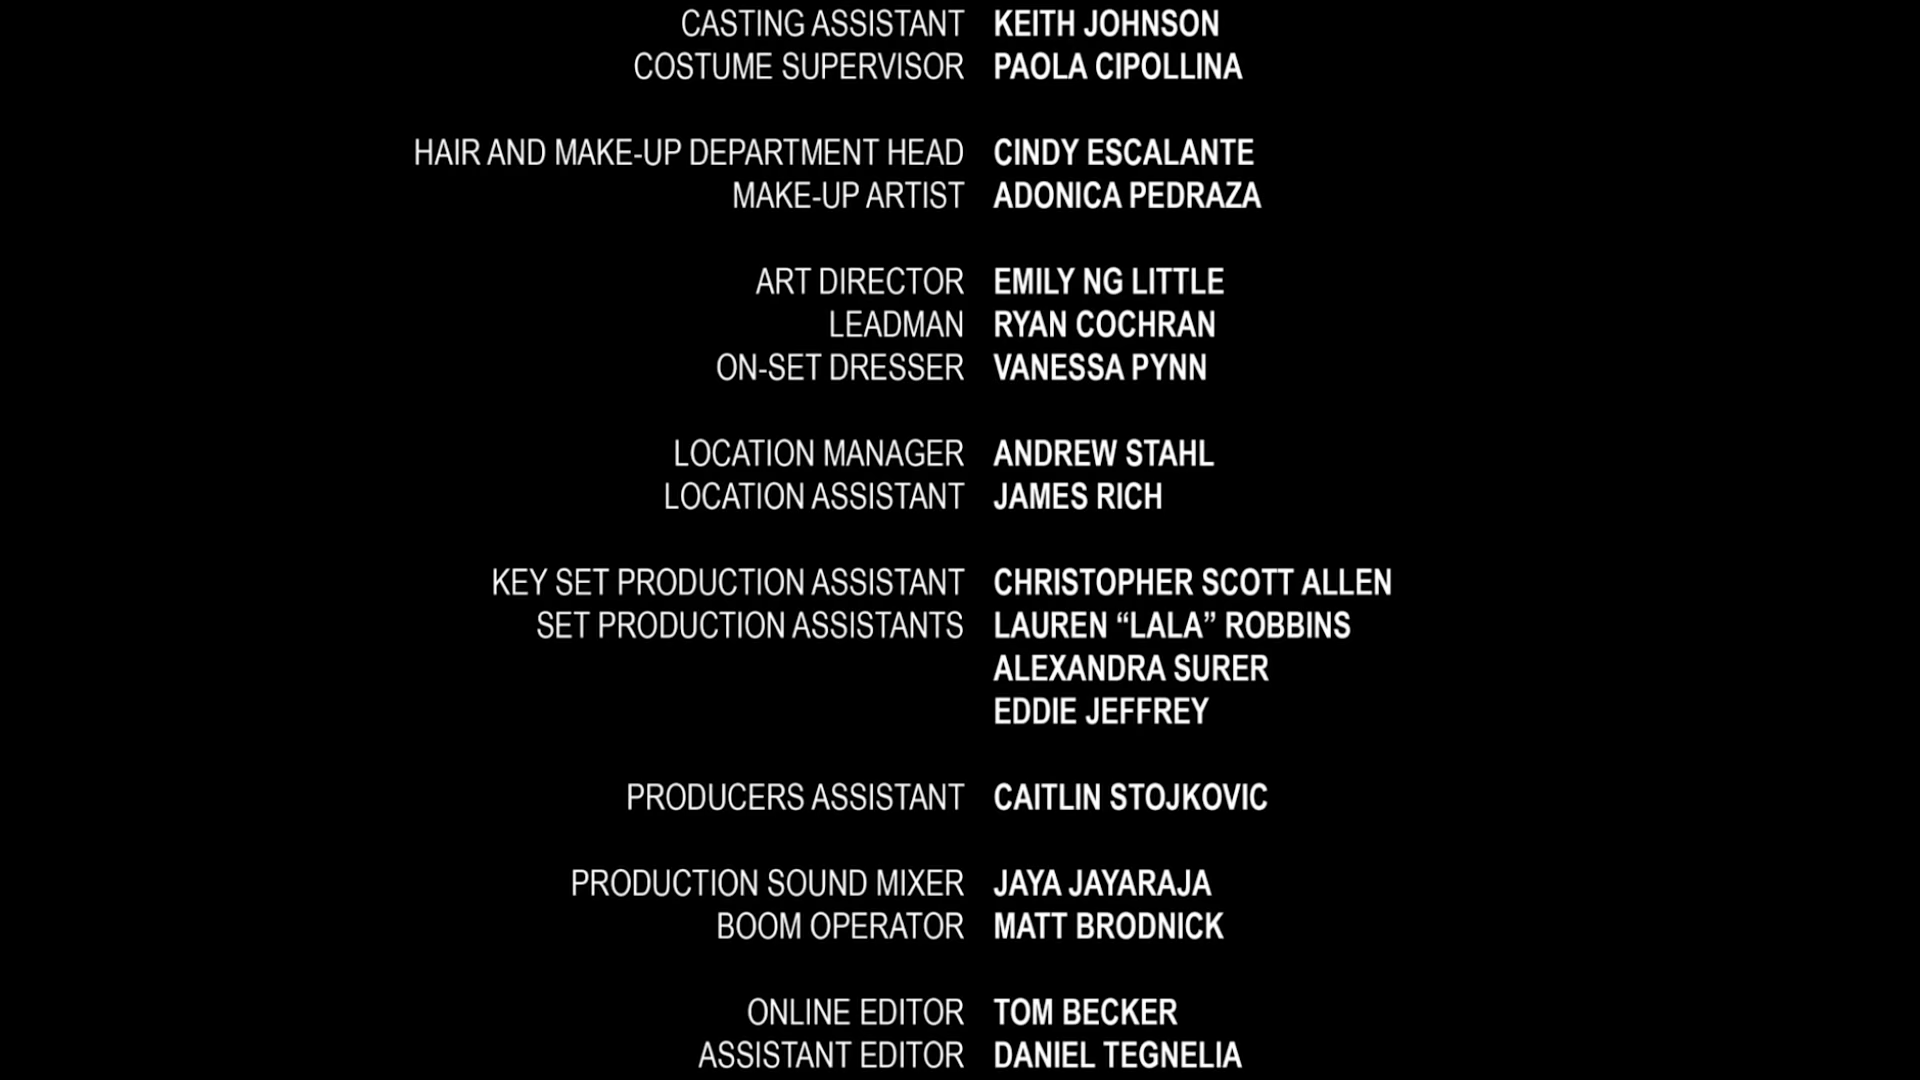 CASTING ASSISTANT KEITH JOHNSON
COSTUME SUPERVISOR PAOLA CIPOLLINA
HAIR AND MAKE-UP DEPARTMENT HEAD CINDY ESCALANTE
MAKE-UP ARTIST ADONICA PEDRAZA
ART DIRECTOR EMILY NG LITTLE
LEADMAN RYAN COCHRAN
ON-SET DRESSER VANESSA PYNN
LOCATION MANAGER ANDREW STAHL
LOCATION ASSISTANT JAMES RICH
KEY SET PRODUCTION ASSISTANT CHRISTOPHER SCOTT ALLEN
SET PRODUCTION ASSISTANTS LAUREN “LALA” ROBBINS
ALEXANDRA SURER
EDDIE JEFFREY
PRODUCERS ASSISTANT CAITLIN STOJKOVIC
PRODUCTION SOUND MIXER JAYA JAYARAJA
BOOM OPERATOR MATT BRODNICK
ONLINE EDITOR TOM BECKER
ASSISTANT EDITOR DANIEL TEGNELIA